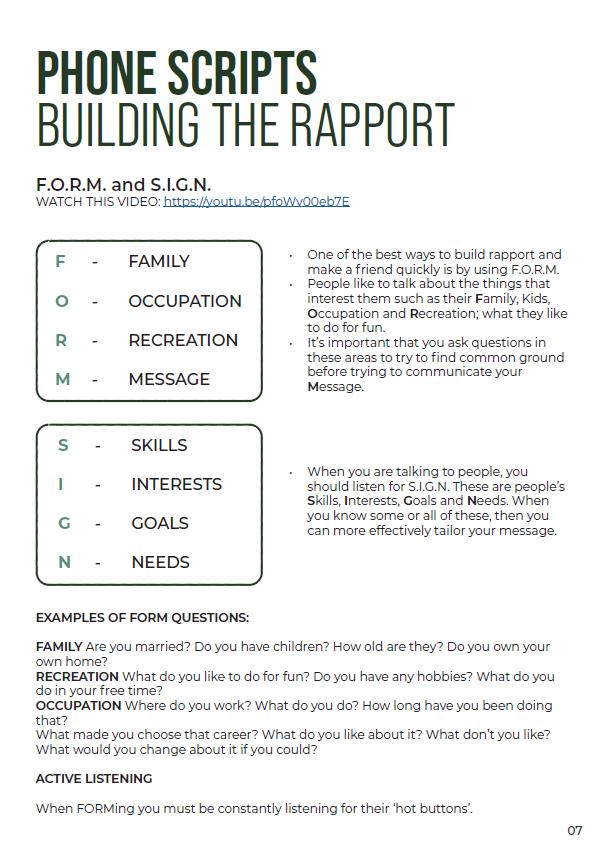 PHONE SCRIPTS
BUILDING THE RAPPORT
F.O.R.M. and S.I.G.N.
WATCH THIS VIDEO: https://youtu.be/pfoWv00eb7E
F - FAMILY
O - OCCUPATION
R - RECREATION
M - MESSAGE
• One of the best ways to build rapport and
make a friend quickly is by using F.O.R.M.
• People like to talk about the things that
interest them such as their Family, Kids,
Occupation and Recreation; what they like
to do for fun.
• It’s important that you ask questions in
these areas to try to find common ground
before trying to communicate your
Message.
S - SKILLS
I - INTERESTS
G - GOALS
N - NEEDS
• When you are talking to people, you
should listen for S.I.G.N. These are people’s
Skills, Interests, Goals and Needs. When
you know some or all of these, then you
can more effectively tailor your message.
EXAMPLES OF FORM QUESTIONS:
FAMILY Are you married? Do you have children? How old are they? Do you own your
own home?
RECREATION What do you like to do for fun? Do you have any hobbies? What do you
do in your free time?
OCCUPATION Where do you work? What do you do? How long have you been doing
that?
What made you choose that career? What do you like about it? What don’t you like?
What would you change about it if you could?
ACTIVE LISTENING
When FORMing you must be constantly listening for their ‘hot buttons’.
07